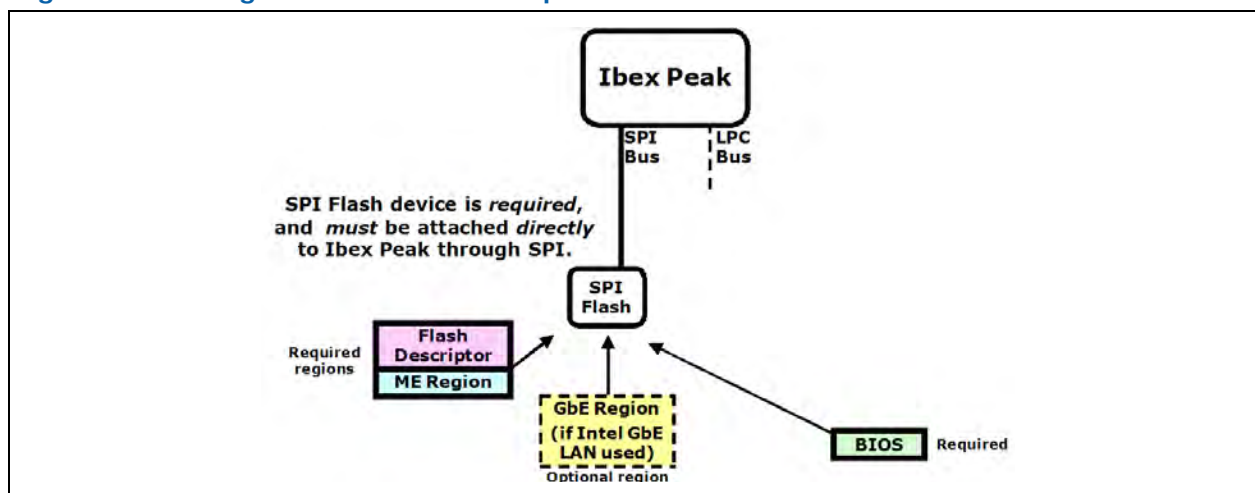 Ibex Peak
SPI
Bus
LPC
Bus
SPI Flash device is required,
and must be attached directly
to Ibex Peak through SPI.
SPI
Flash
Required
regions
Flash
Descriptor
ME Region
GbE Region
(if Intel GbE
LAN used)
Optional region
BIOS
Required